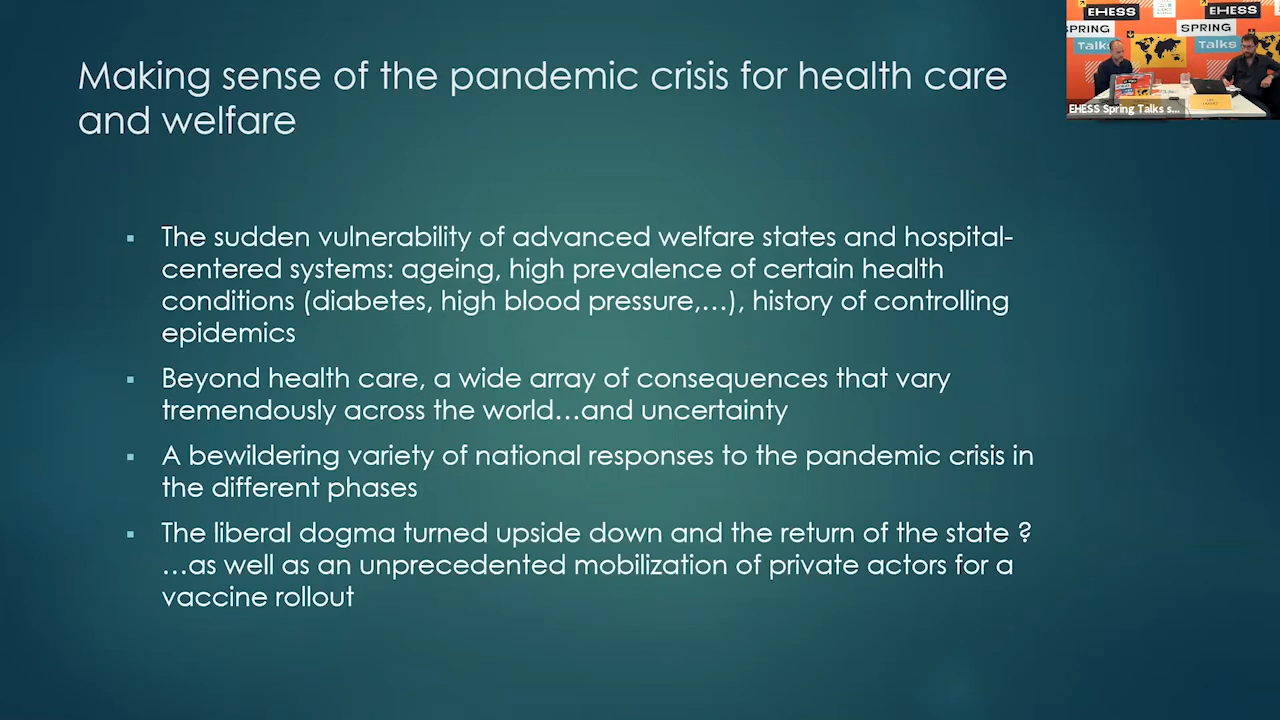 Making sense of the pandemic crisis for health care
and welfare
▪ The sudden vulnerability of advanced welfare states and hospital-
centered systems: ageing, high prevalence of certain health
conditions (diabetes, high blood pressure,…), history of controlling
epidemics
▪ Beyond health care, a wide array of consequences that vary
tremendously across the world…and uncertainty
▪ A bewildering variety of national responses to the pandemic crisis in
the different phases
▪ The liberal dogma turned upside down and the return of the state ?
…as well as an unprecedented mobilization of private actors for a
vaccine rollout
EHESS
EHESS
SPRING
SPRING
Talks
Talks
EHESS Spring Talks s...